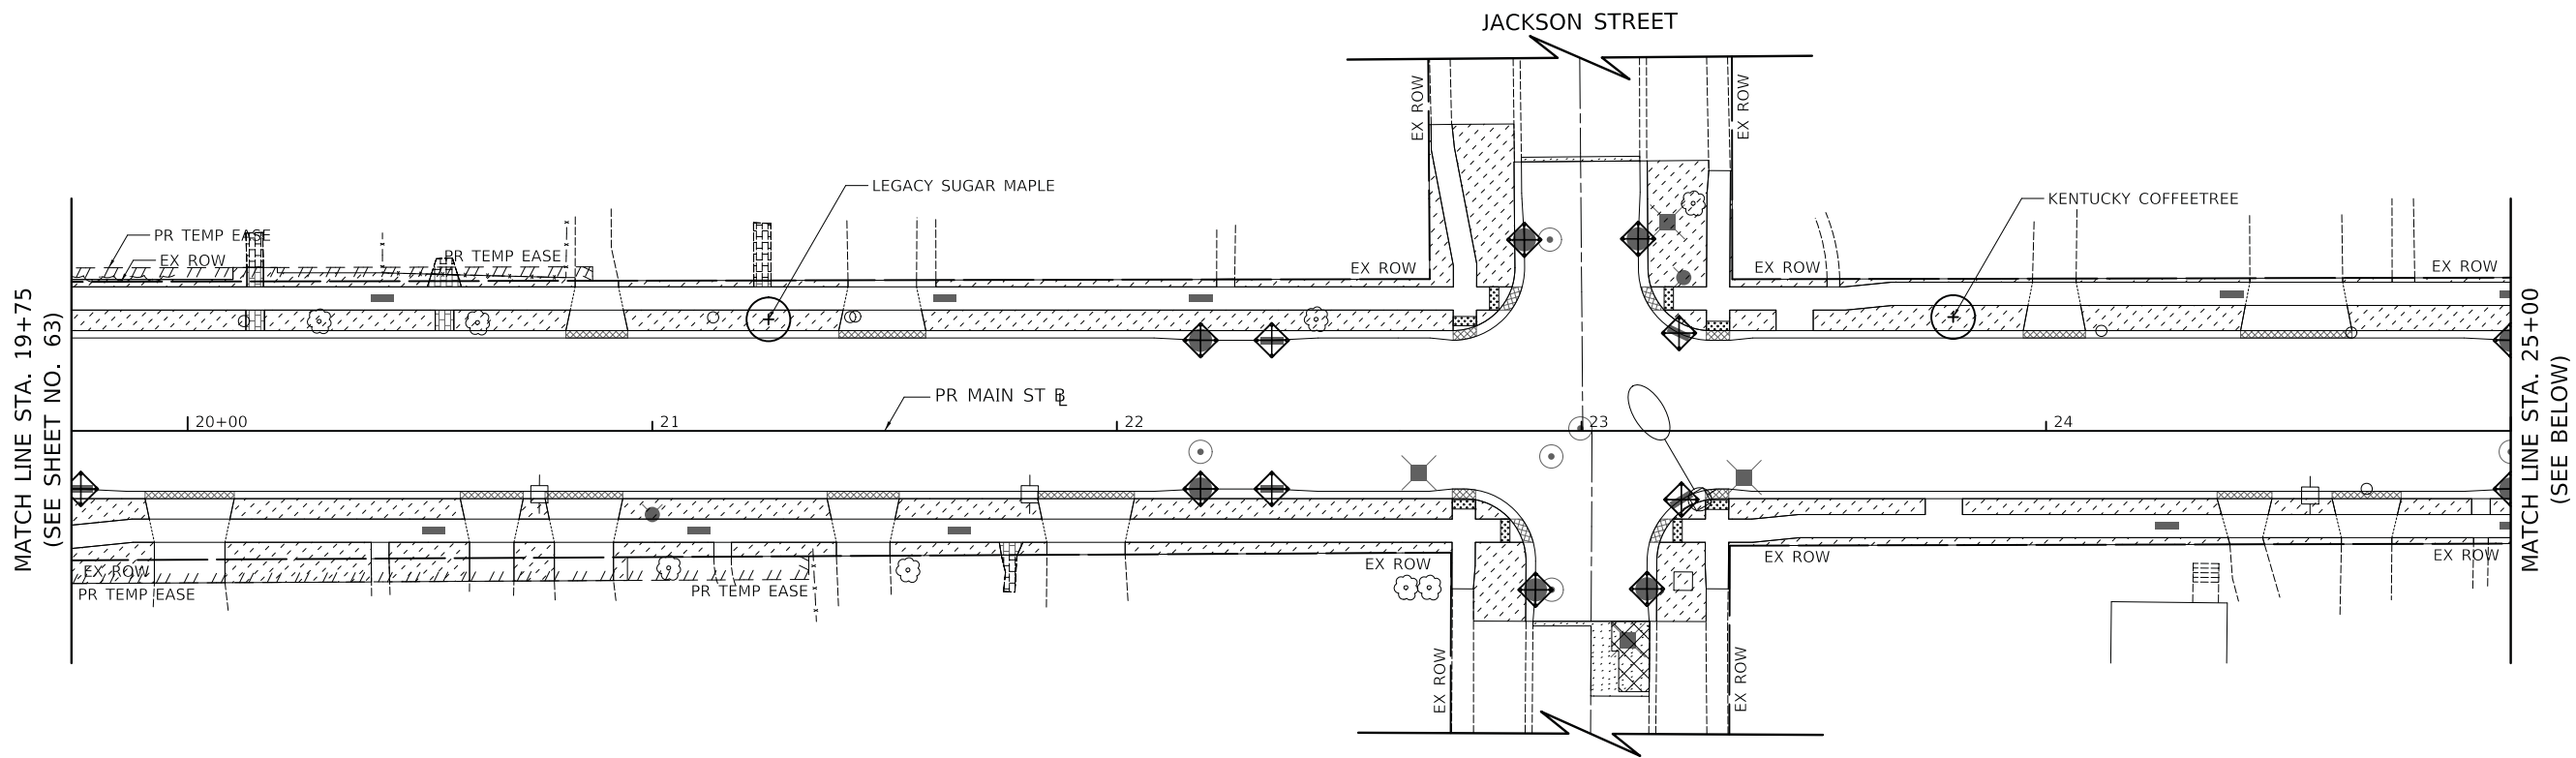 JACKSON STREET
EX ROW
EX ROW
LEGACY SUGAR MAPLE
KENTUCKY COFFEETREE
PR TEMP EASE
EX ROW
PR TEMP EASE
EX ROW
EX ROW
EX ROW
MATCH LINE STA. 19+75
(SEE SHEET NO. 63)
MATCH LINE STA. 25+00
(SEE BELOW)
PR MAIN ST BL
20+00
21
22
23
24
EX ROW
PR TEMP EASE
PR TEMP EASE
EX ROW
EX ROW
EX ROW
EX ROW
EX ROW